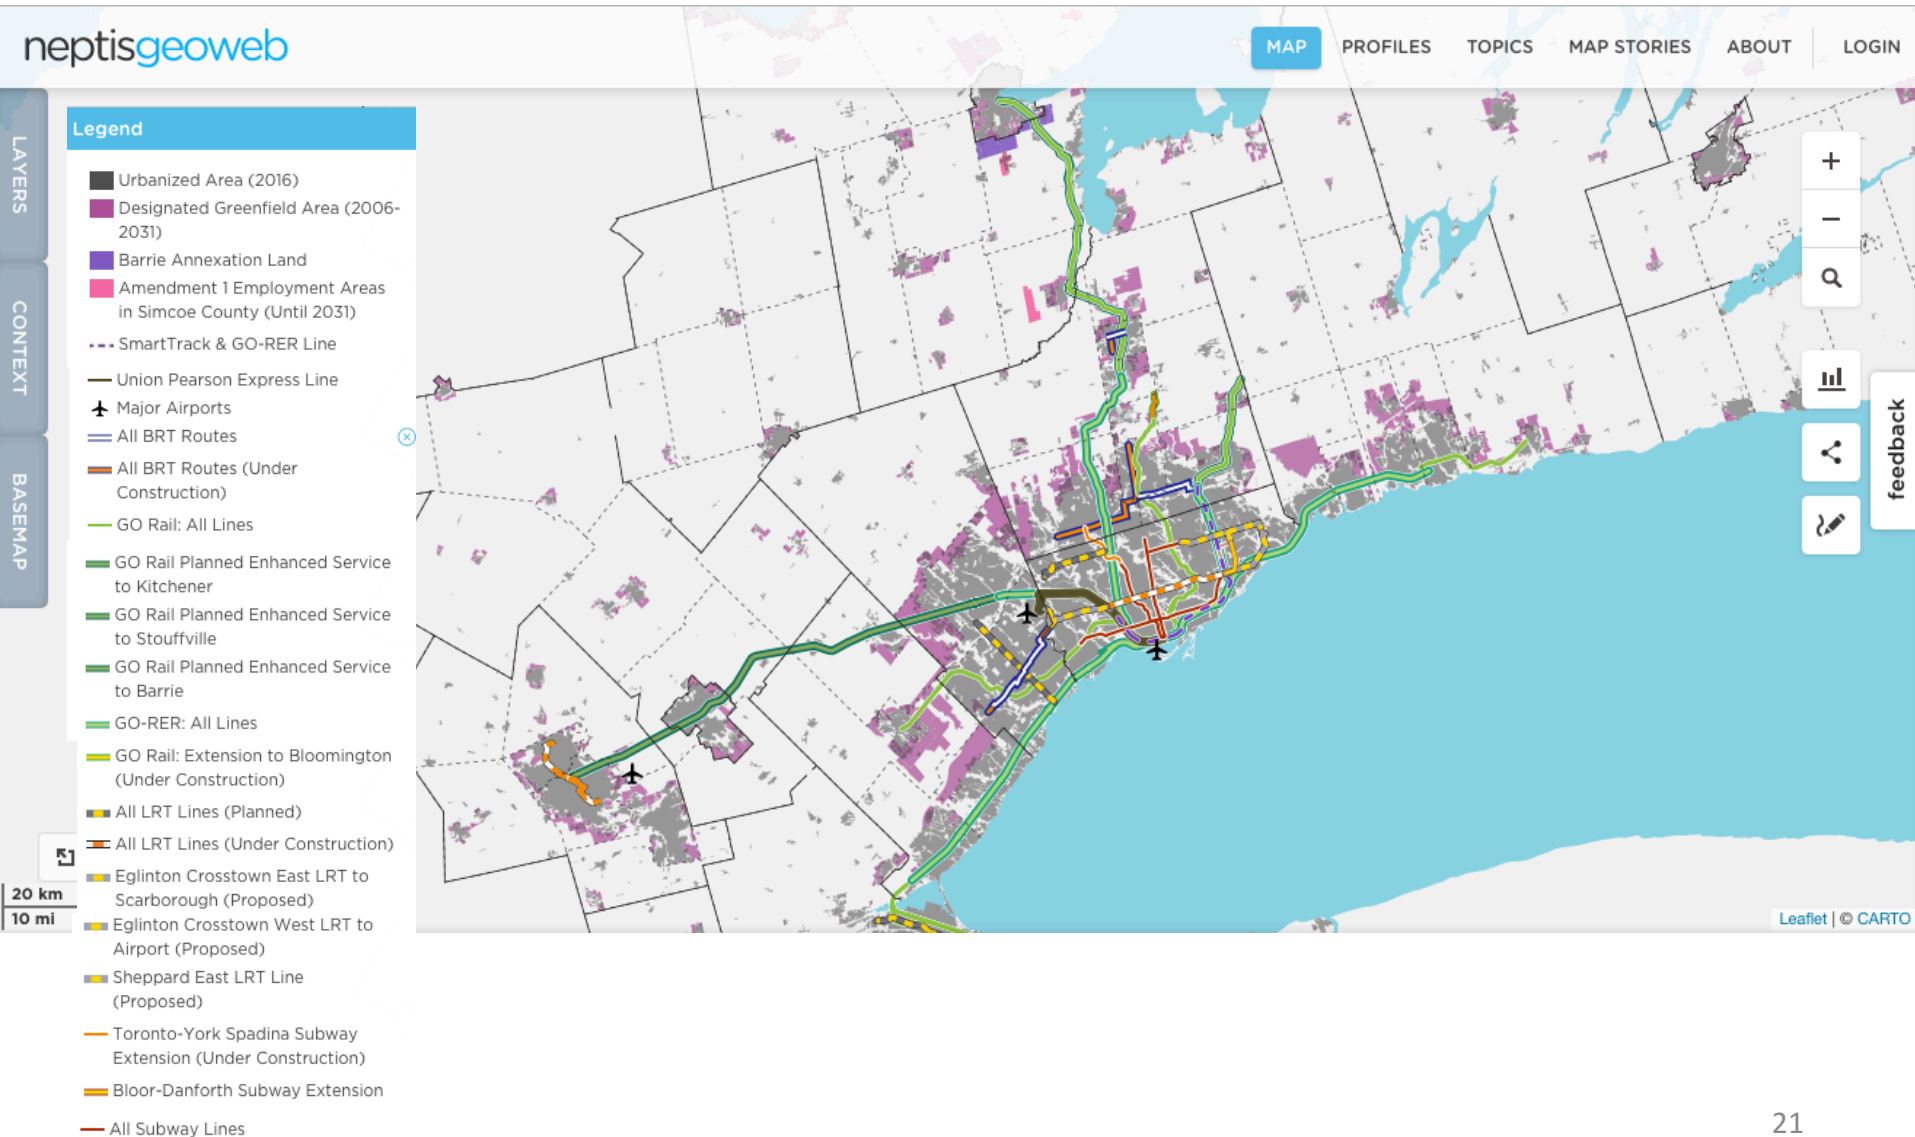 neptisgeoweb
MAP
PROFILES
TOPICS
MAP STORIES
ABOUT
LOGIN
LAYERS
CONTEXT
BASEMAP
Legend
Urbanized Area (2016)
Designated Greenfield Area (2006-
2031)
Barrie Annexation Land
Amendment 1 Employment Areas
in Simcoe County (Until 2031)
SmartTrack & GO-RER Line
Union Pearson Express Line
Major Airports
All BRT Routes
All BRT Routes (Under
Construction)
GO Rail: All Lines
GO Rail Planned Enhanced Service
to Kitchener
GO Rail Planned Enhanced Service
to Stouffville
GO Rail Planned Enhanced Service
to Barrie
GO-RER: All Lines
GO Rail: Extension to Bloomington
(Under Construction)
All LRT Lines (Planned)
All LRT Lines (Under Construction)
Eglinton Crosstown East LRT to
Scarborough (Proposed)
Eglinton Crosstown West LRT to
Airport (Proposed)
Sheppard East LRT Line
(Proposed)
Toronto-York Spadina Subway
Extension (Under Construction)
Bloor-Danforth Subway Extension
All Subway Lines
20 km
10 mi
+
−
feedback
Leaflet | © CARTO
21